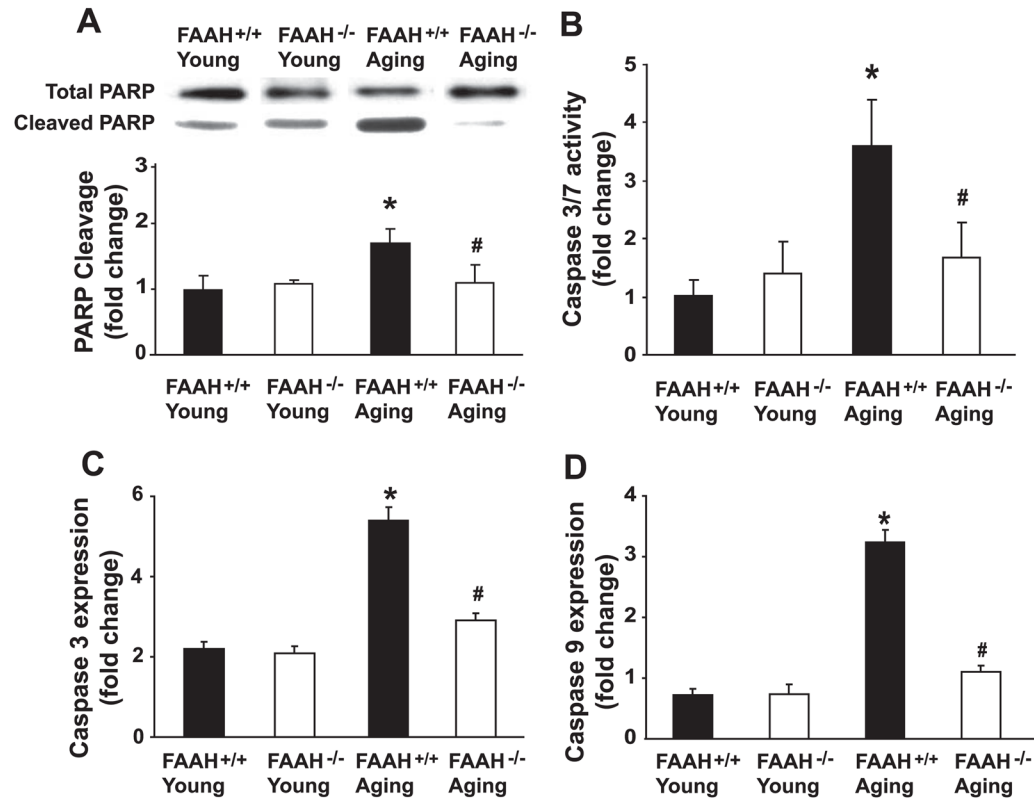 A
FAAH+/+ FAAH-/- FAAH+/+ FAAH-/-
Young Young Aging Aging
Total PARP
Cleaved PARP
PARP Cleavage
(fold change)
3
2
1
0
*
#
FAAH+/+ FAAH-/- FAAH+/+ FAAH-/-
Young Young Aging Aging
B
Caspase 3/7 activity
(fold change)
5
4
3
2
1
0
*
#
FAAH+/+ FAAH-/- FAAH+/+ FAAH-/-
Young Young Aging Aging
C
Caspase 3 expression
(fold change)
6
4
2
0
*
#
FAAH+/+ FAAH-/- FAAH+/+ FAAH-/-
Young Young Aging Aging
D
Caspase 9 expression
(fold change)
4
3
2
1
0
*
#
FAAH+/+ FAAH-/- FAAH+/+ FAAH-/-
Young Young Aging Aging